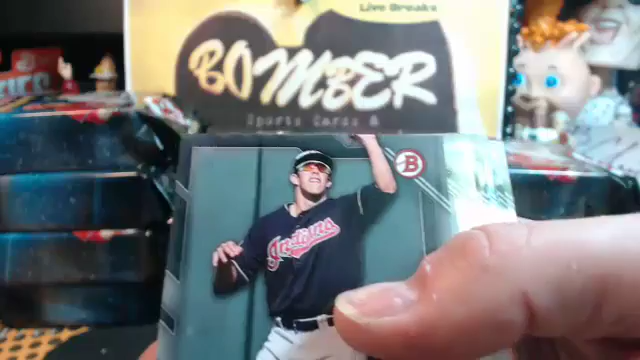 Live Breaks
BOMBER
Sports Cards &
B
Indians